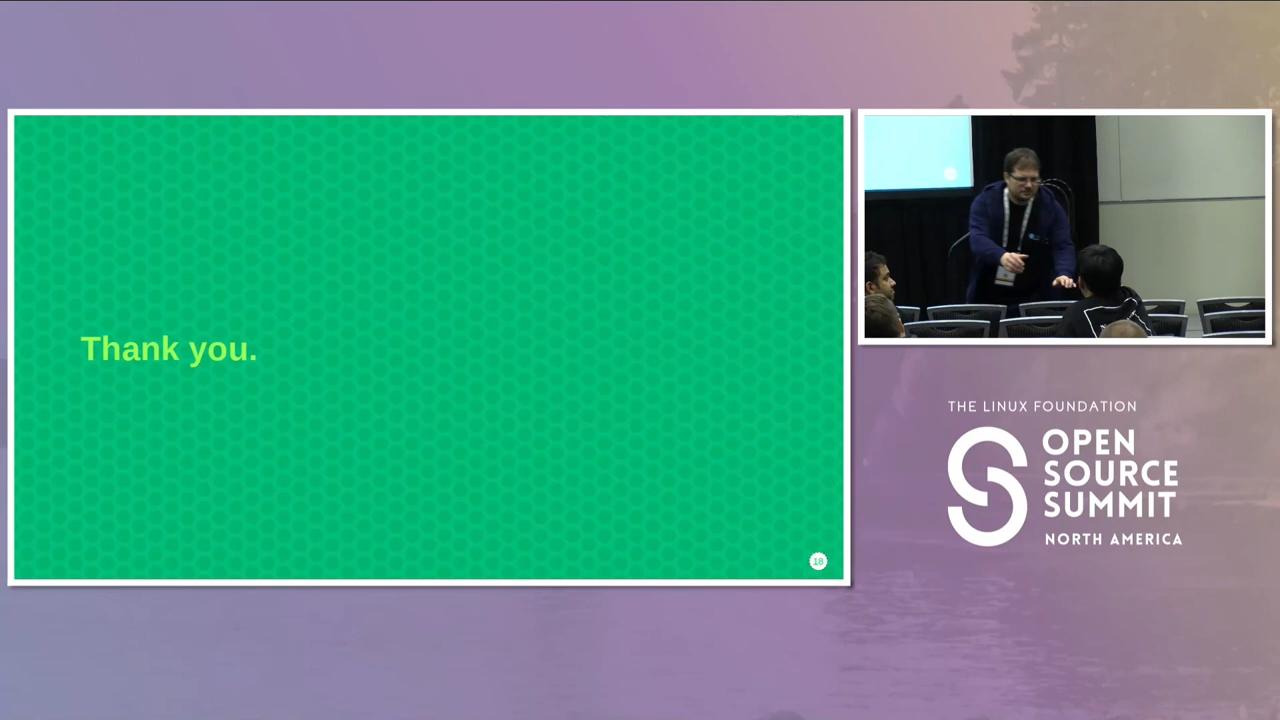 Thank you.
18
THE LINUX FOUNDATION
OPEN
SOURCE
SUMMIT
NORTH AMERICA